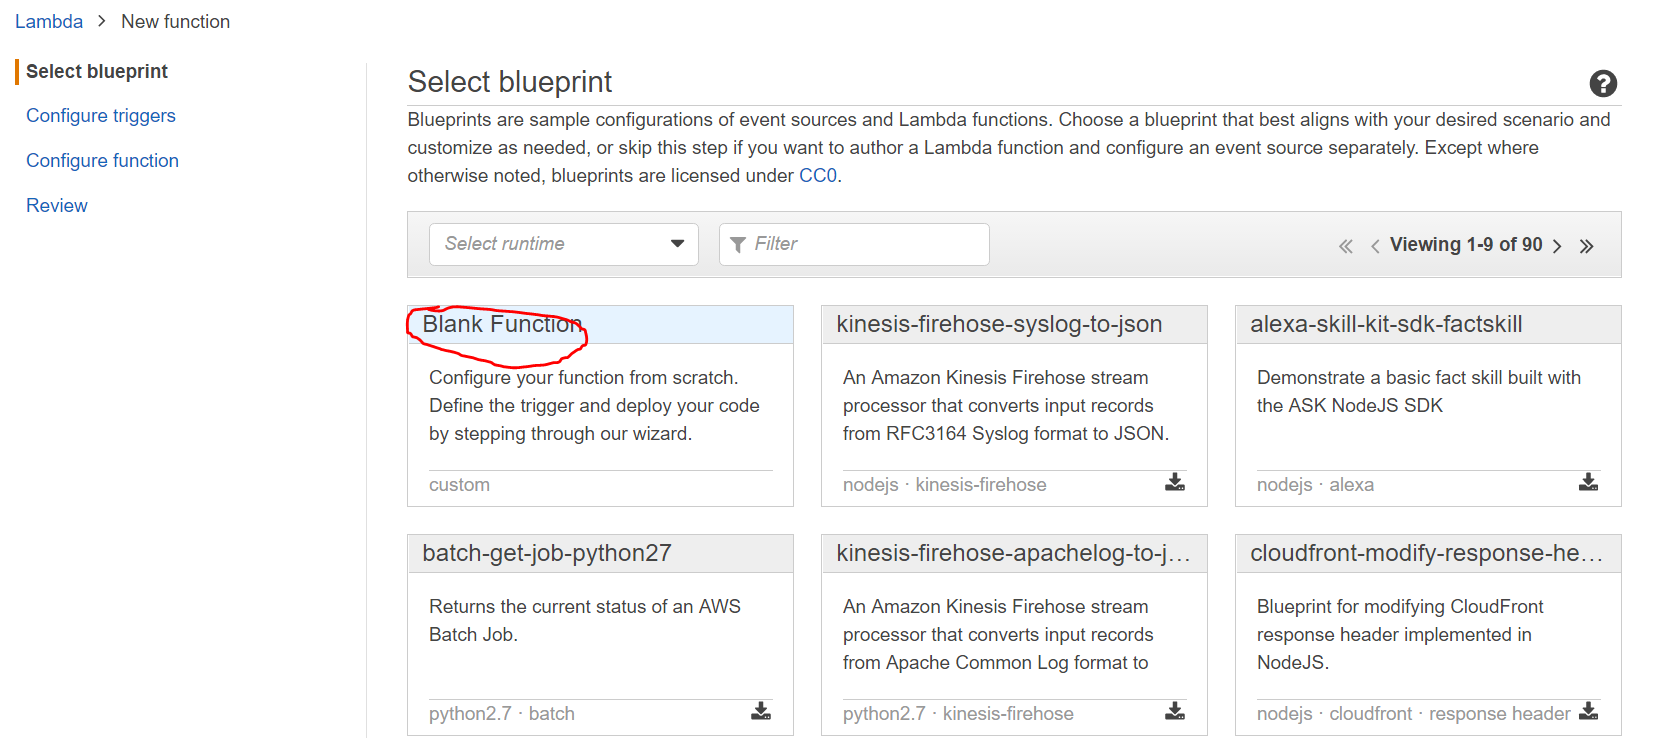 Lambda > New function
Select blueprint
Configure triggers
Configure function
Review
Select blueprint
Blueprints are sample configurations of event sources and Lambda functions. Choose a blueprint that best aligns with your desired scenario and
customize as needed, or skip this step if you want to author a Lambda function and configure an event source separately. Except where
otherwise noted, blueprints are licensed under CC0.
Select runtime Filter « < Viewing 1-9 of 90 > »
Blank Function
Configure your function from scratch.
Define the trigger and deploy your code
by stepping through our wizard.
custom
kinesis-firehose-syslog-to-json
An Amazon Kinesis Firehose stream
processor that converts input records
from RFC3164 Syslog format to JSON.
nodejs · kinesis-firehose
alexa-skill-kit-sdk-factskill
Demonstrate a basic fact skill built with
the ASK NodeJS SDK
nodejs · alexa
batch-get-job-python27
Returns the current status of an AWS
Batch Job.
python2.7 · batch
kinesis-firehose-apachelog-to-j...
An Amazon Kinesis Firehose stream
processor that converts input records
from Apache Common Log format to
python2.7 · kinesis-firehose
cloudfront-modify-response-he...
Blueprint for modifying CloudFront
response header implemented in
NodeJS.
nodejs · cloudfront · response header